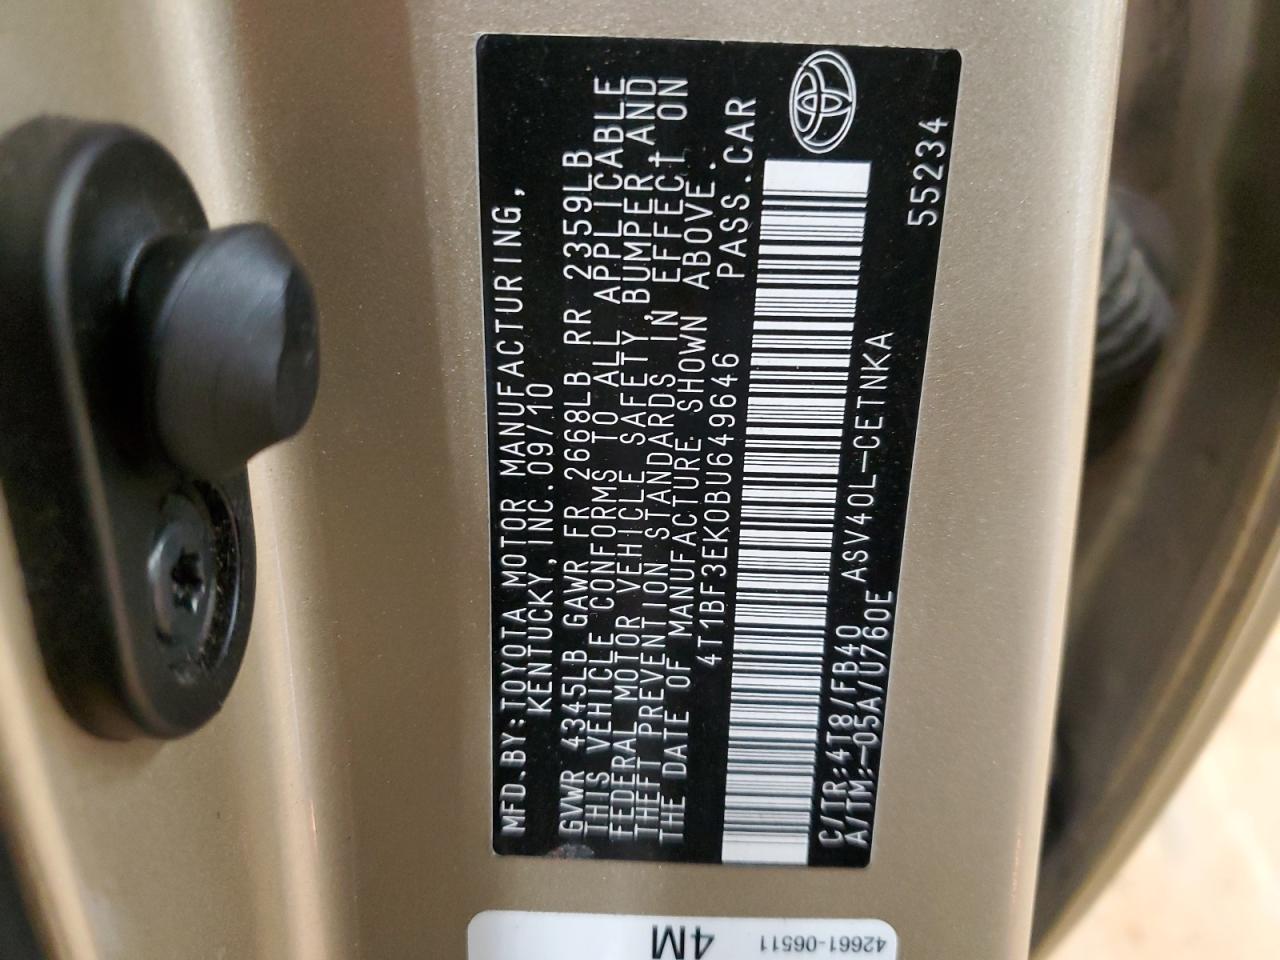 MFD.BY:TOYOTA MOTOR MANUFACTURING,
KENTUCKY,INC.09/10
GVWR 4345LB GAWR FR 2668LB RR 2359LB
THIS VEHICLE CONFORMS TO ALL APPLICABLE
FEDERAL MOTOR VEHICLE SAFETY,BUMPER,AND
THEFT PREVENTION STANDARDS IN EFFECT ON
THE DATE OF MANUFACTURE SHOWN ABOVE.
4T1BF3EK0BU649646 PASS.CAR
C/TR:4T8/FB40 ASV40L-CETNKA 55234
A/TM:-05A/U760E
42661-06511
4M